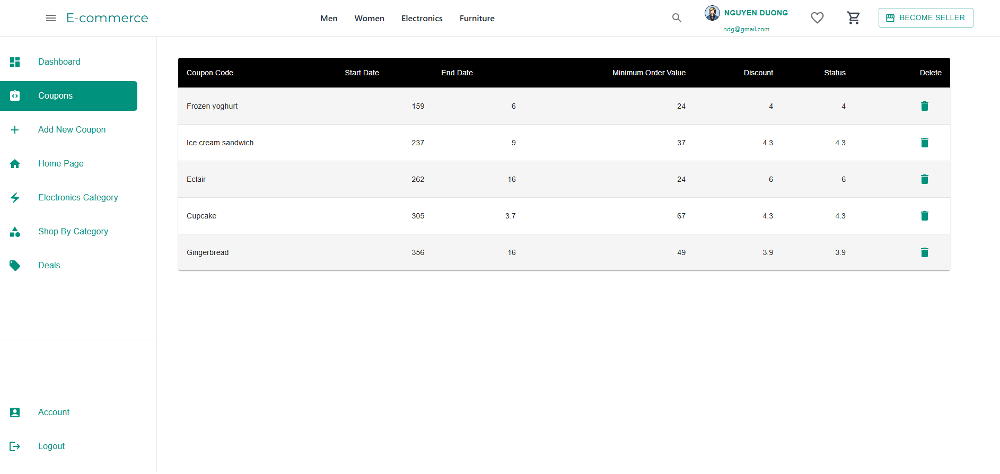 E-commerce
Men Women Electronics Furniture
NGUYEN DUONG
ndg@gmail.com
BECOME SELLER
Dashboard
Coupons
Add New Coupon
Home Page
Electronics Category
Shop By Category
Deals
Account
Logout
Coupon Code Start Date End Date Minimum Order Value Discount Status Delete
Frozen yoghurt 159 6 24 4 4
Ice cream sandwich 237 9 37 4.3 4.3
Eclair 262 16 24 6 6
Cupcake 305 3.7 67 4.3 4.3
Gingerbread 356 16 49 3.9 3.9